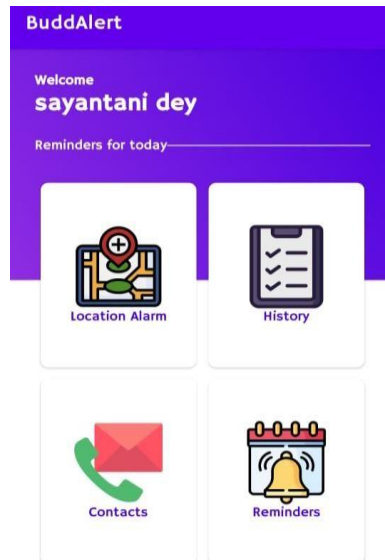 BuddAlert
Welcome
sayantani dey
Reminders for today
Location Alarm
History
Contacts
Reminders